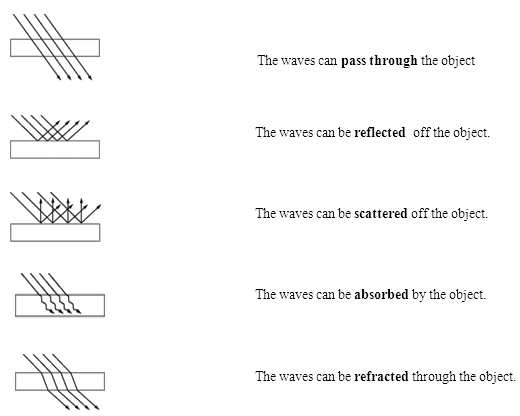 The waves can pass through the object
The waves can be reflected off the object.
The waves can be scattered off the object.
The waves can be absorbed by the object.
The waves can be refracted through the object.